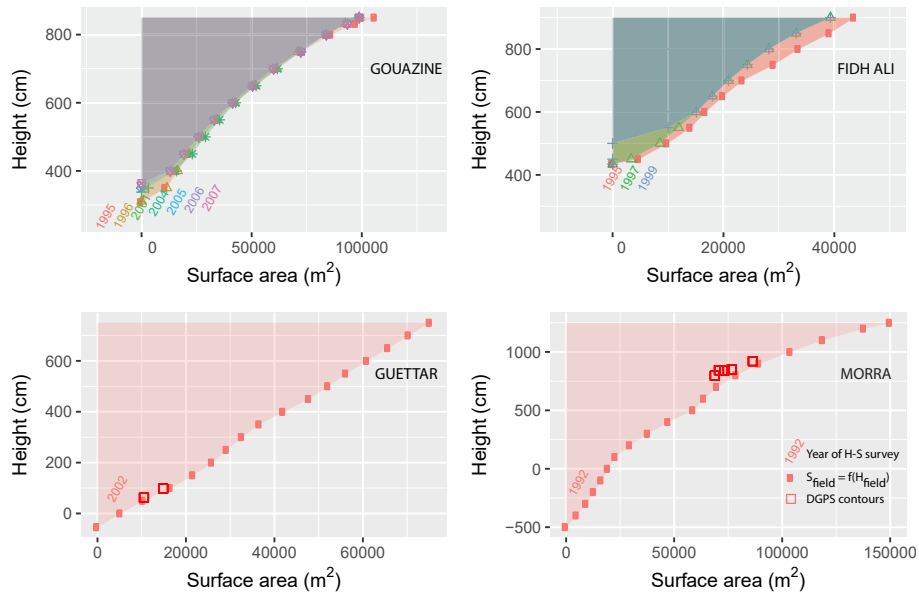 800
600
400
Height (cm)
GOUAZINE
1995
1996
2001
2004
2005
2006
2007
0
50000
100000
Surface area (m²)
800
600
400
Height (cm)
FIDH ALI
1995
1997
1999
0
20000
40000
Surface area (m²)
600
400
200
0
Height (cm)
GUETTAR
2002
0
20000
40000
60000
Surface area (m²)
1000
500
0
−500
Height (cm)
MORRA
1992
1992 Year of H-S survey
S_field = f(H_field)
DGPS contours
0
50000
100000
150000
Surface area (m²)